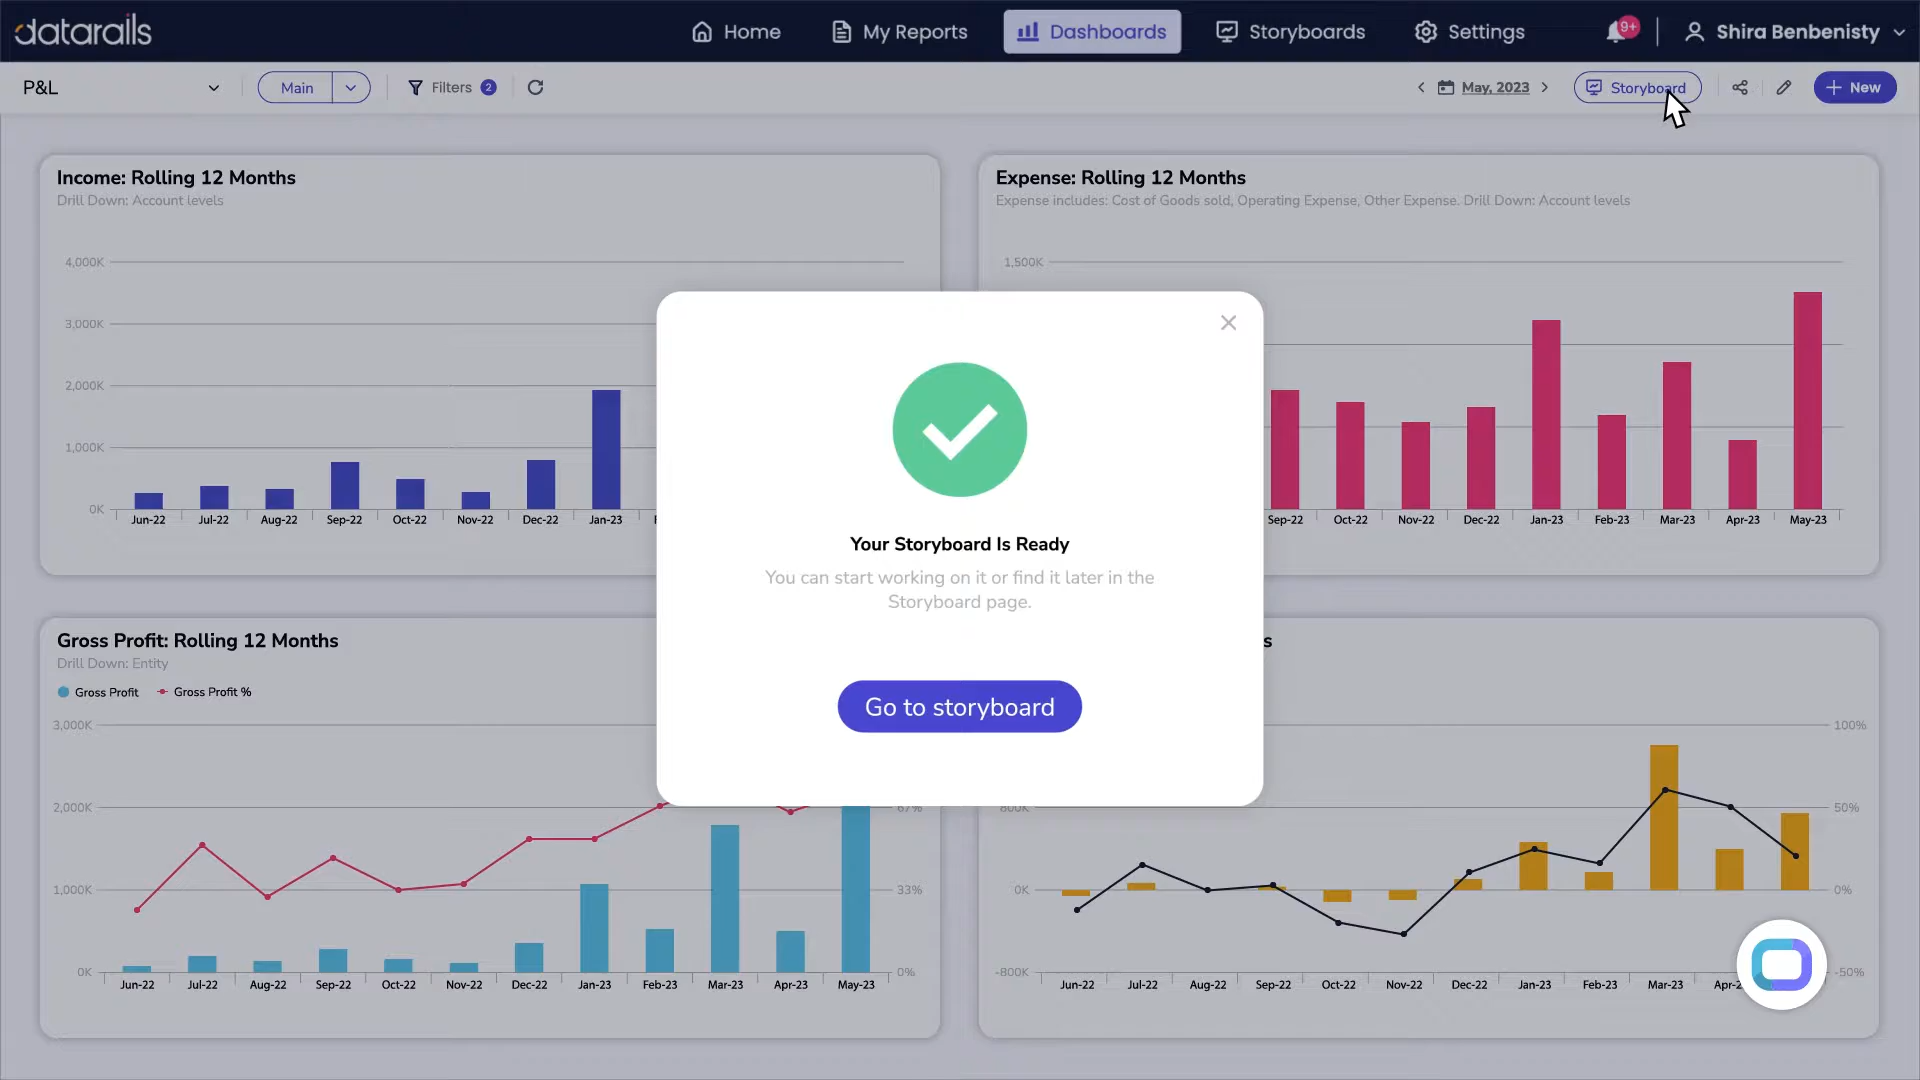 datarails
Home
My Reports
Dashboards
Storyboards
Settings
9+
Shira Benbenisty
P&L
Main
Filters 2
May, 2023
Storyboard
New
Income: Rolling 12 Months
Drill Down: Account levels
4,000K
3,000K
2,000K
1,000K
0K
Jun-22 Jul-22 Aug-22 Sep-22 Oct-22 Nov-22 Dec-22 Jan-23 F
Expense: Rolling 12 Months
Expense includes: Cost of Goods sold, Operating Expense, Other Expense. Drill Down: Account levels
1,500K
Sep-22 Oct-22 Nov-22 Dec-22 Jan-23 Feb-23 Mar-23 Apr-23 May-23
Your Storyboard Is Ready
You can start working on it or find it later in the
Storyboard page.
Go to storyboard
Gross Profit: Rolling 12 Months
Drill Down: Entity
Gross Profit Gross Profit %
3,000K
2,000K 67%
1,000K 33%
0K 0%
Jun-22 Jul-22 Aug-22 Sep-22 Oct-22 Nov-22 Dec-22 Jan-23 Feb-23 Mar-23 Apr-23 May-23
s
100%
800K 50%
0K 0%
-800K -50%
Jun-22 Jul-22 Aug-22 Sep-22 Oct-22 Nov-22 Dec-22 Jan-23 Feb-23 Mar-23 Apr-2